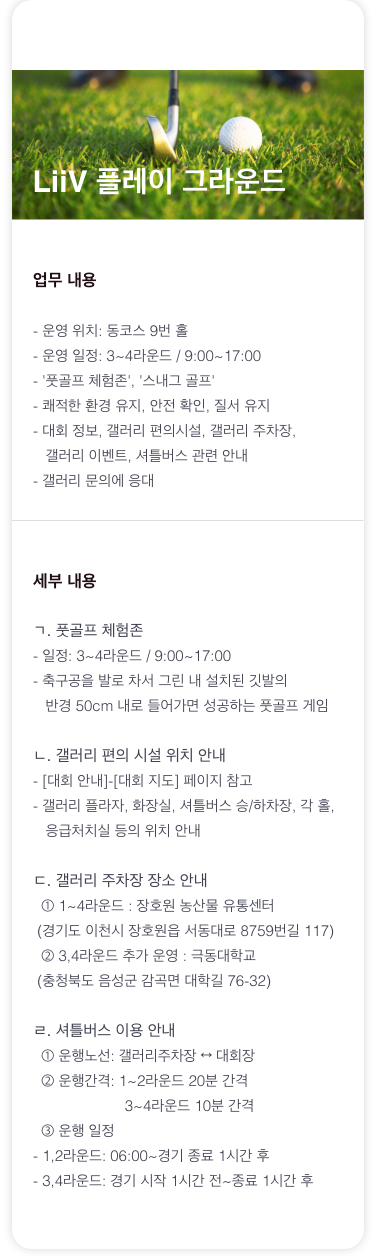 LiiV 플레이 그라운드
업무 내용
- 운영 위치: 동코스 9번 홀
- 운영 일정: 3~4라운드 / 9:00~17:00
- '풋골프 체험존', '스내그 골프'
- 쾌적한 환경 유지, 안전 확인, 질서 유지
- 대회 정보, 갤러리 편의시설, 갤러리 주차장,
갤러리 이벤트, 셔틀버스 관련 안내
- 갤러리 문의에 응대
세부 내용
ㄱ. 풋골프 체험존
- 일정: 3~4라운드 / 9:00~17:00
- 축구공을 발로 차서 그린 내 설치된 깃발의
반경 50cm 내로 들어가면 성공하는 풋골프 게임
ㄴ. 갤러리 편의 시설 위치 안내
- [대회 안내]-[대회 지도] 페이지 참고
- 갤러리 플라자, 화장실, 셔틀버스 승/하차장, 각 홀,
응급처치실 등의 위치 안내
ㄷ. 갤러리 주차장 장소 안내
① 1~4라운드 : 장호원 농산물 유통센터
(경기도 이천시 장호원읍 서동대로 8759번길 117)
② 3,4라운드 추가 운영 : 극동대학교
(충청북도 음성군 감곡면 대학길 76-32)
ㄹ. 셔틀버스 이용 안내
① 운행노선: 갤러리주차장 ↔ 대회장
② 운행간격: 1~2라운드 20분 간격
3~4라운드 10분 간격
③ 운행 일정
- 1,2라운드: 06:00~경기 종료 1시간 후
- 3,4라운드: 경기 시작 1시간 전~종료 1시간 후